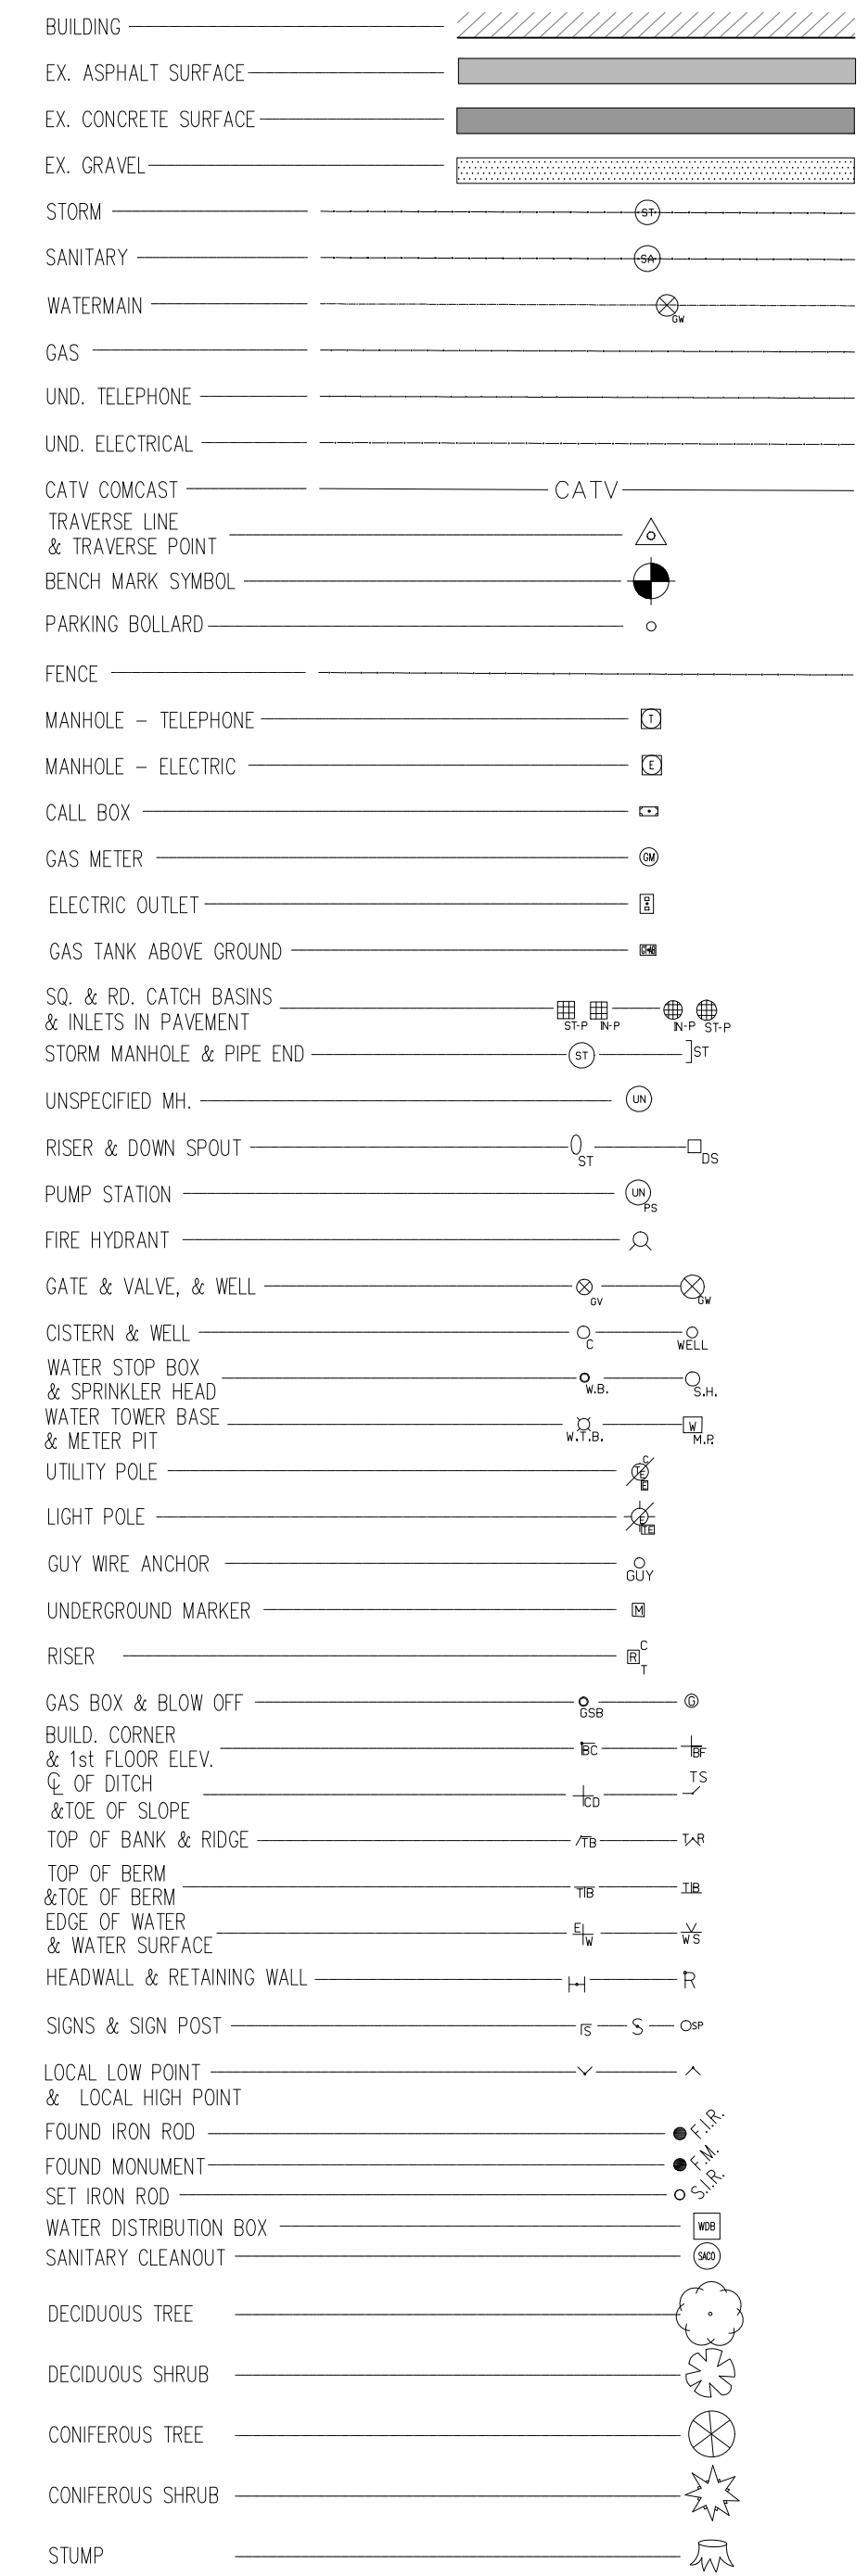 BUILDING
EX. ASPHALT SURFACE
EX. CONCRETE SURFACE
EX. GRAVEL
STORM ST
SANITARY SA
WATERMAIN GW
GAS
UND. TELEPHONE
UND. ELECTRICAL
CATV COMCAST CATV
TRAVERSE LINE
& TRAVERSE POINT
BENCH MARK SYMBOL
PARKING BOLLARD
FENCE
MANHOLE - TELEPHONE T
MANHOLE - ELECTRIC E
CALL BOX
GAS METER GM
ELECTRIC OUTLET
GAS TANK ABOVE GROUND
SQ. & RD. CATCH BASINS
& INLETS IN PAVEMENT
ST-P IN-P IN-P ST-P
STORM MANHOLE & PIPE END ST ST
UNSPECIFIED MH. UN
RISER & DOWN SPOUT ST DS
PUMP STATION UN PS
FIRE HYDRANT
GATE & VALVE, & WELL GV GW
CISTERN & WELL C WELL
WATER STOP BOX
& SPRINKLER HEAD W.B. S.H.
WATER TOWER BASE
& METER PIT W.T.B. W M.P.
UTILITY POLE C T E E
LIGHT POLE E TE
GUY WIRE ANCHOR GUY
UNDERGROUND MARKER M
RISER R C T
GAS BOX & BLOW OFF GSB G
BUILD. CORNER
& 1st FLOOR ELEV. BC BF
℄ OF DITCH TS
&TOE OF SLOPE CD
TOP OF BANK & RIDGE TB T R
TOP OF BERM
&TOE OF BERM TB TB
EDGE OF WATER
& WATER SURFACE E W WS
HEADWALL & RETAINING WALL H R
SIGNS & SIGN POST S S SP
LOCAL LOW POINT
& LOCAL HIGH POINT
FOUND IRON ROD F.I.R.
FOUND MONUMENT F.M.
SET IRON ROD S.I.R.
WATER DISTRIBUTION BOX WDB
SANITARY CLEANOUT SACO
DECIDUOUS TREE
DECIDUOUS SHRUB
CONIFEROUS TREE
CONIFEROUS SHRUB
STUMP